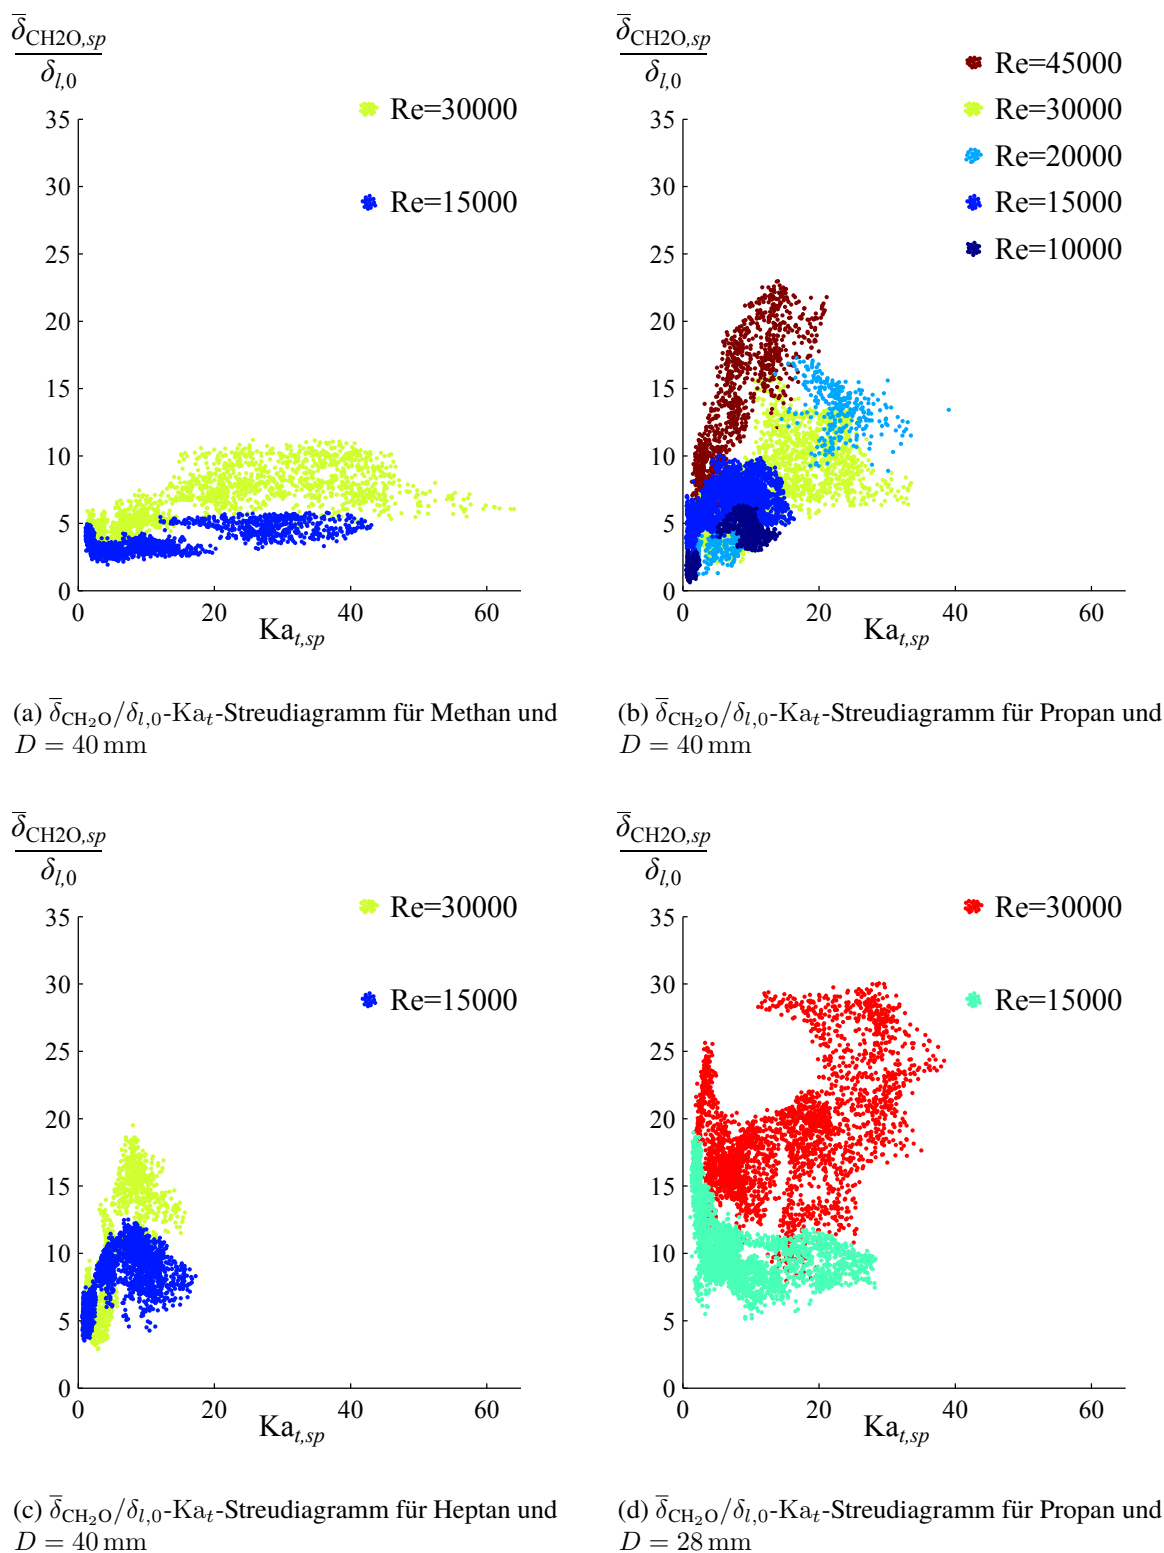 δ̅CH2O,sp
δl,0
Re=30000
Re=15000
35
30
25
20
15
10
5
0
0 20 40 60
Kat,sp
(a) δ̅CH₂O/δl,0-Kat-Streudiagramm für Methan und
D = 40 mm
δ̅CH2O,sp
δl,0
Re=45000
Re=30000
Re=20000
Re=15000
Re=10000
35
30
25
20
15
10
5
0
0 20 40 60
Kat,sp
(b) δ̅CH₂O/δl,0-Kat-Streudiagramm für Propan und
D = 40 mm
δ̅CH2O,sp
δl,0
Re=30000
Re=15000
35
30
25
20
15
10
5
0
0 20 40 60
Kat,sp
(c) δ̅CH₂O/δl,0-Kat-Streudiagramm für Heptan und
D = 40 mm
δ̅CH2O,sp
δl,0
Re=30000
Re=15000
35
30
25
20
15
10
5
0
0 20 40 60
Kat,sp
(d) δ̅CH₂O/δl,0-Kat-Streudiagramm für Propan und
D = 28 mm